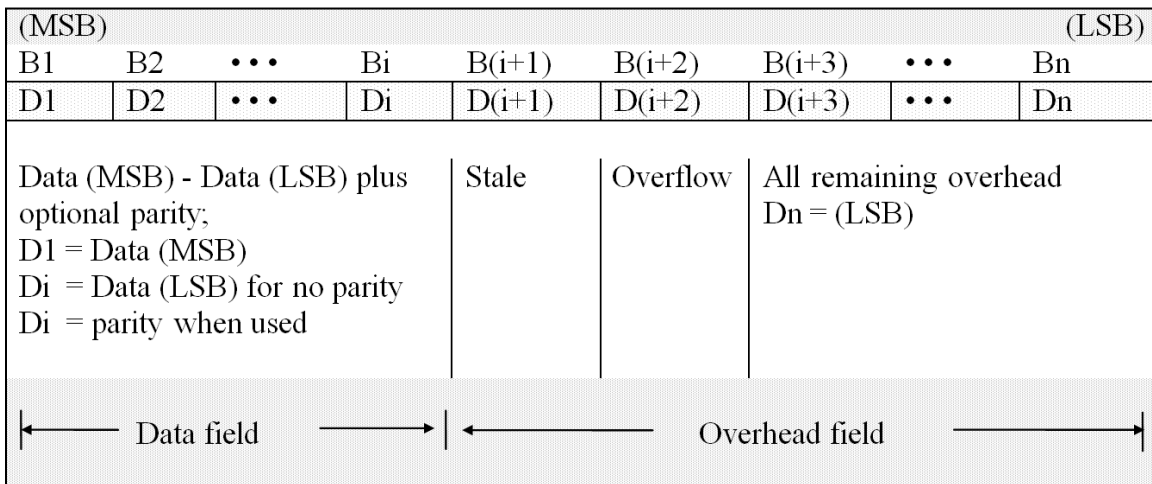 (MSB) (LSB)
B1 B2 • • • Bi B(i+1) B(i+2) B(i+3) • • • Bn
D1 D2 • • • Di D(i+1) D(i+2) D(i+3) • • • Dn
Data (MSB) - Data (LSB) plus
optional parity;
D1 = Data (MSB)
Di = Data (LSB) for no parity
Di = parity when used
Stale
Overflow
All remaining overhead
Dn = (LSB)
Data field
Overhead field